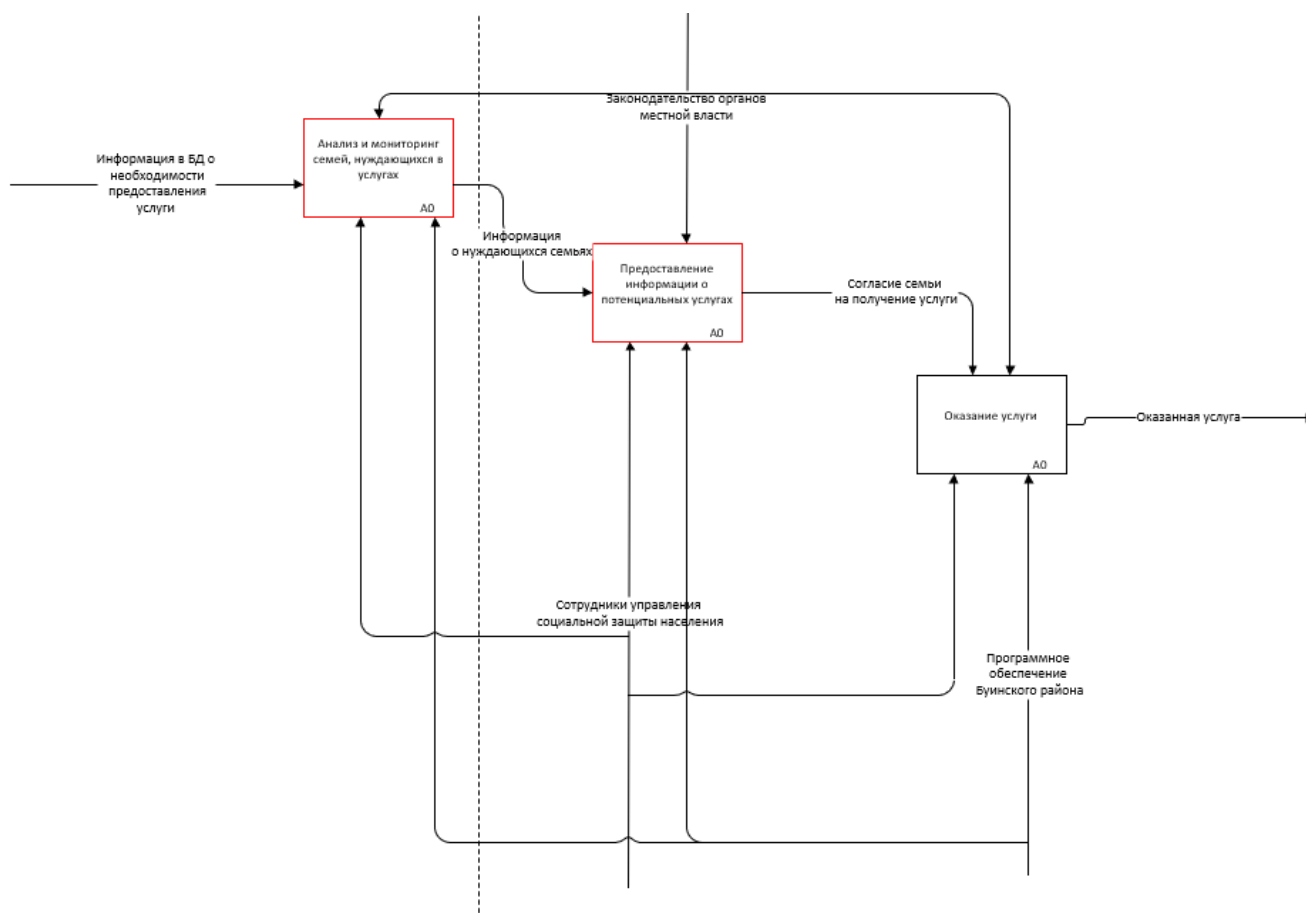 Законодательство органов
местной власти
Анализ и мониторинг
семей, нуждающихся в
услугах
A0
Информация в БД о
необходимости
предоставления
услуги
Информация
о нуждающихся семьях
Предоставление
информации о
потенциальных услугах
A0
Согласие семьи
на получение услуги
Оказание услуги
A0
Оказанная услуга
Сотрудники управления
социальной защиты населения
Программное
обеспечение
Буинского района